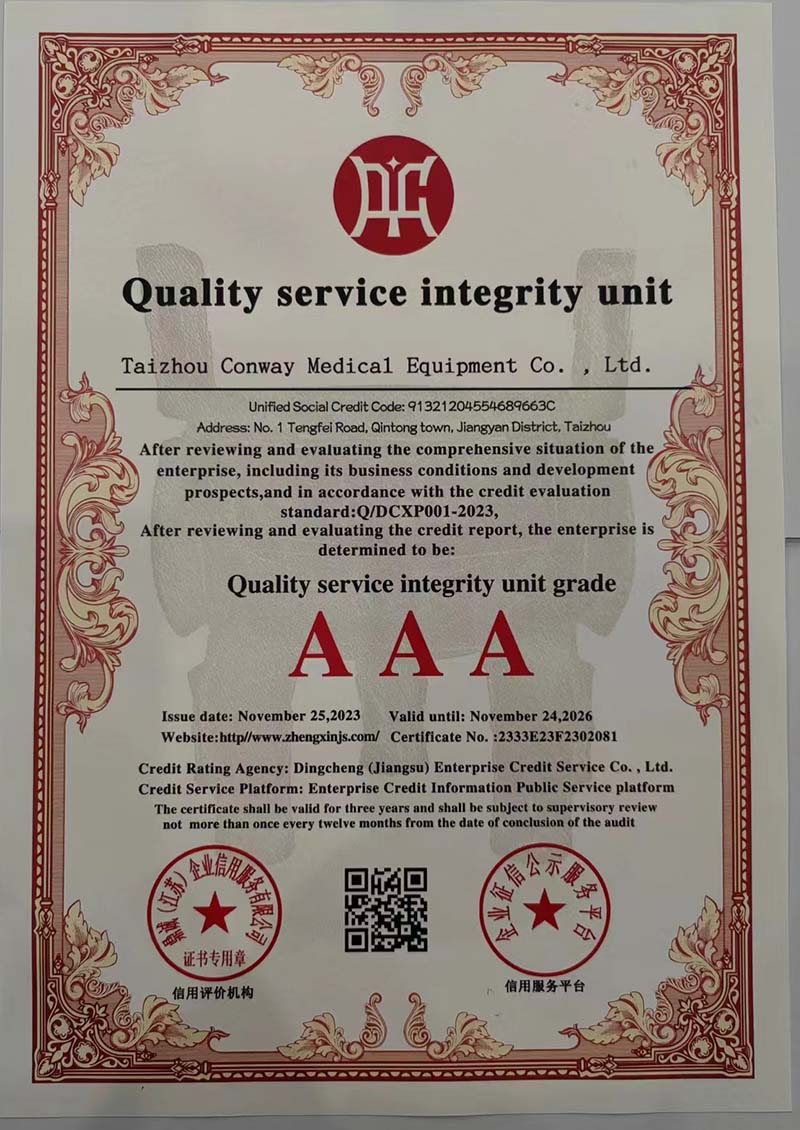 Quality service integrity unit
Taizhou Conway Medical Equipment Co. , Ltd.
Unified Social Credit Code: 91321204554689663C
Address: No. 1 Tengfei Road, Qintong town, Jiangyan District, Taizhou
After reviewing and evaluating the comprehensive situation of the
enterprise, including its business conditions and development
prospects,and in accordance with the credit evaluation
standard:Q/DCXP001-2023,
After reviewing and evaluating the credit report, the enterprise is
determined to be:
Quality service integrity unit grade
AAA
Issue date: November 25,2023 Valid until: November 24,2026
Website:http//www.zhengxinjs.com/ Certificate No. :2333E23F2302081
Credit Rating Agency: Dingcheng (Jiangsu) Enterprise Credit Service Co. , Ltd.
Credit Service Platform: Enterprise Credit Information Public Service platform
The certificate shall be valid for three years and shall be subject to supervisory review
not more than once every twelve months from the date of conclusion of the audit
鼎诚（江苏）企业信用服务有限公司
证书专用章
企业征信公示服务平台
信用评价机构
信用服务平台